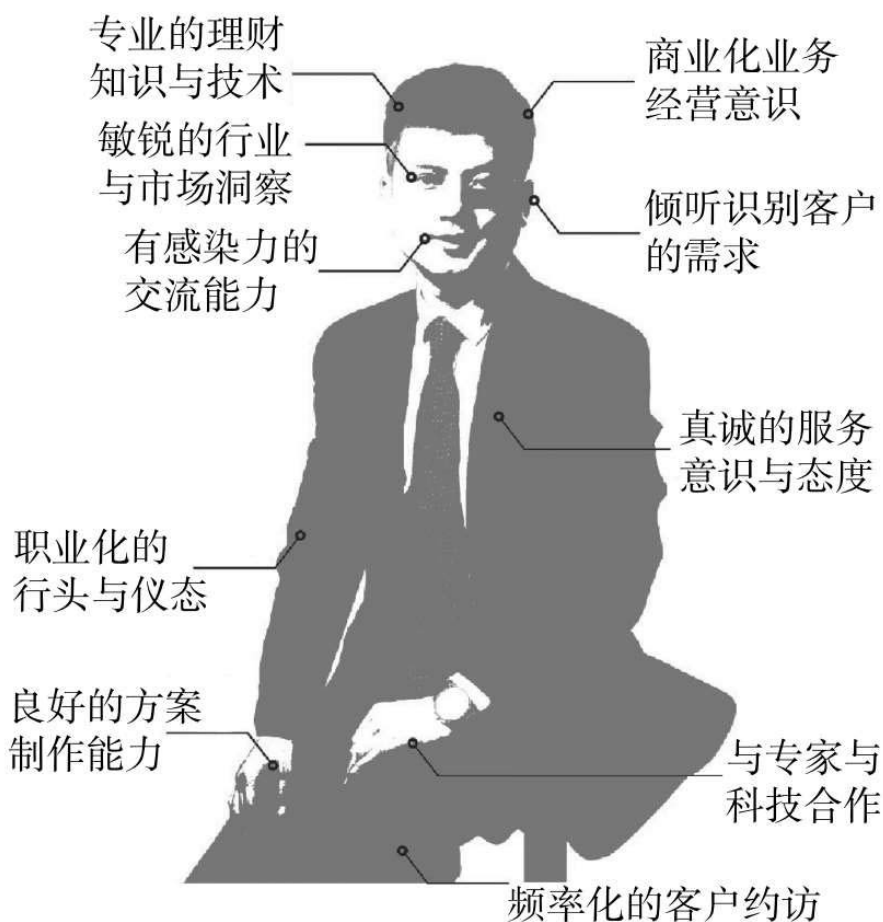 专业的理财
知识与技术
商业化业务
经营意识
敏锐的行业
与市场洞察
倾听识别客户
的需求
有感染力的
交流能力
真诚的服务
意识与态度
职业化的
行头与仪态
良好的方案
制作能力
与专家与
科技合作
频率化的客户约访